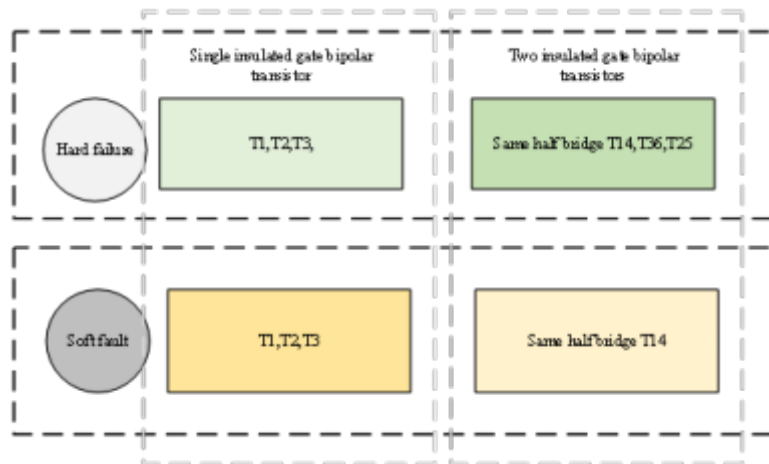 Single insulated gate bipolar
transistor
Two insulated gate bipolar
transistors
Hard failure
T1,T2,T3,
Same half bridge T14,T36,T25
Soft fault
T1,T2,T3
Same half bridge T14